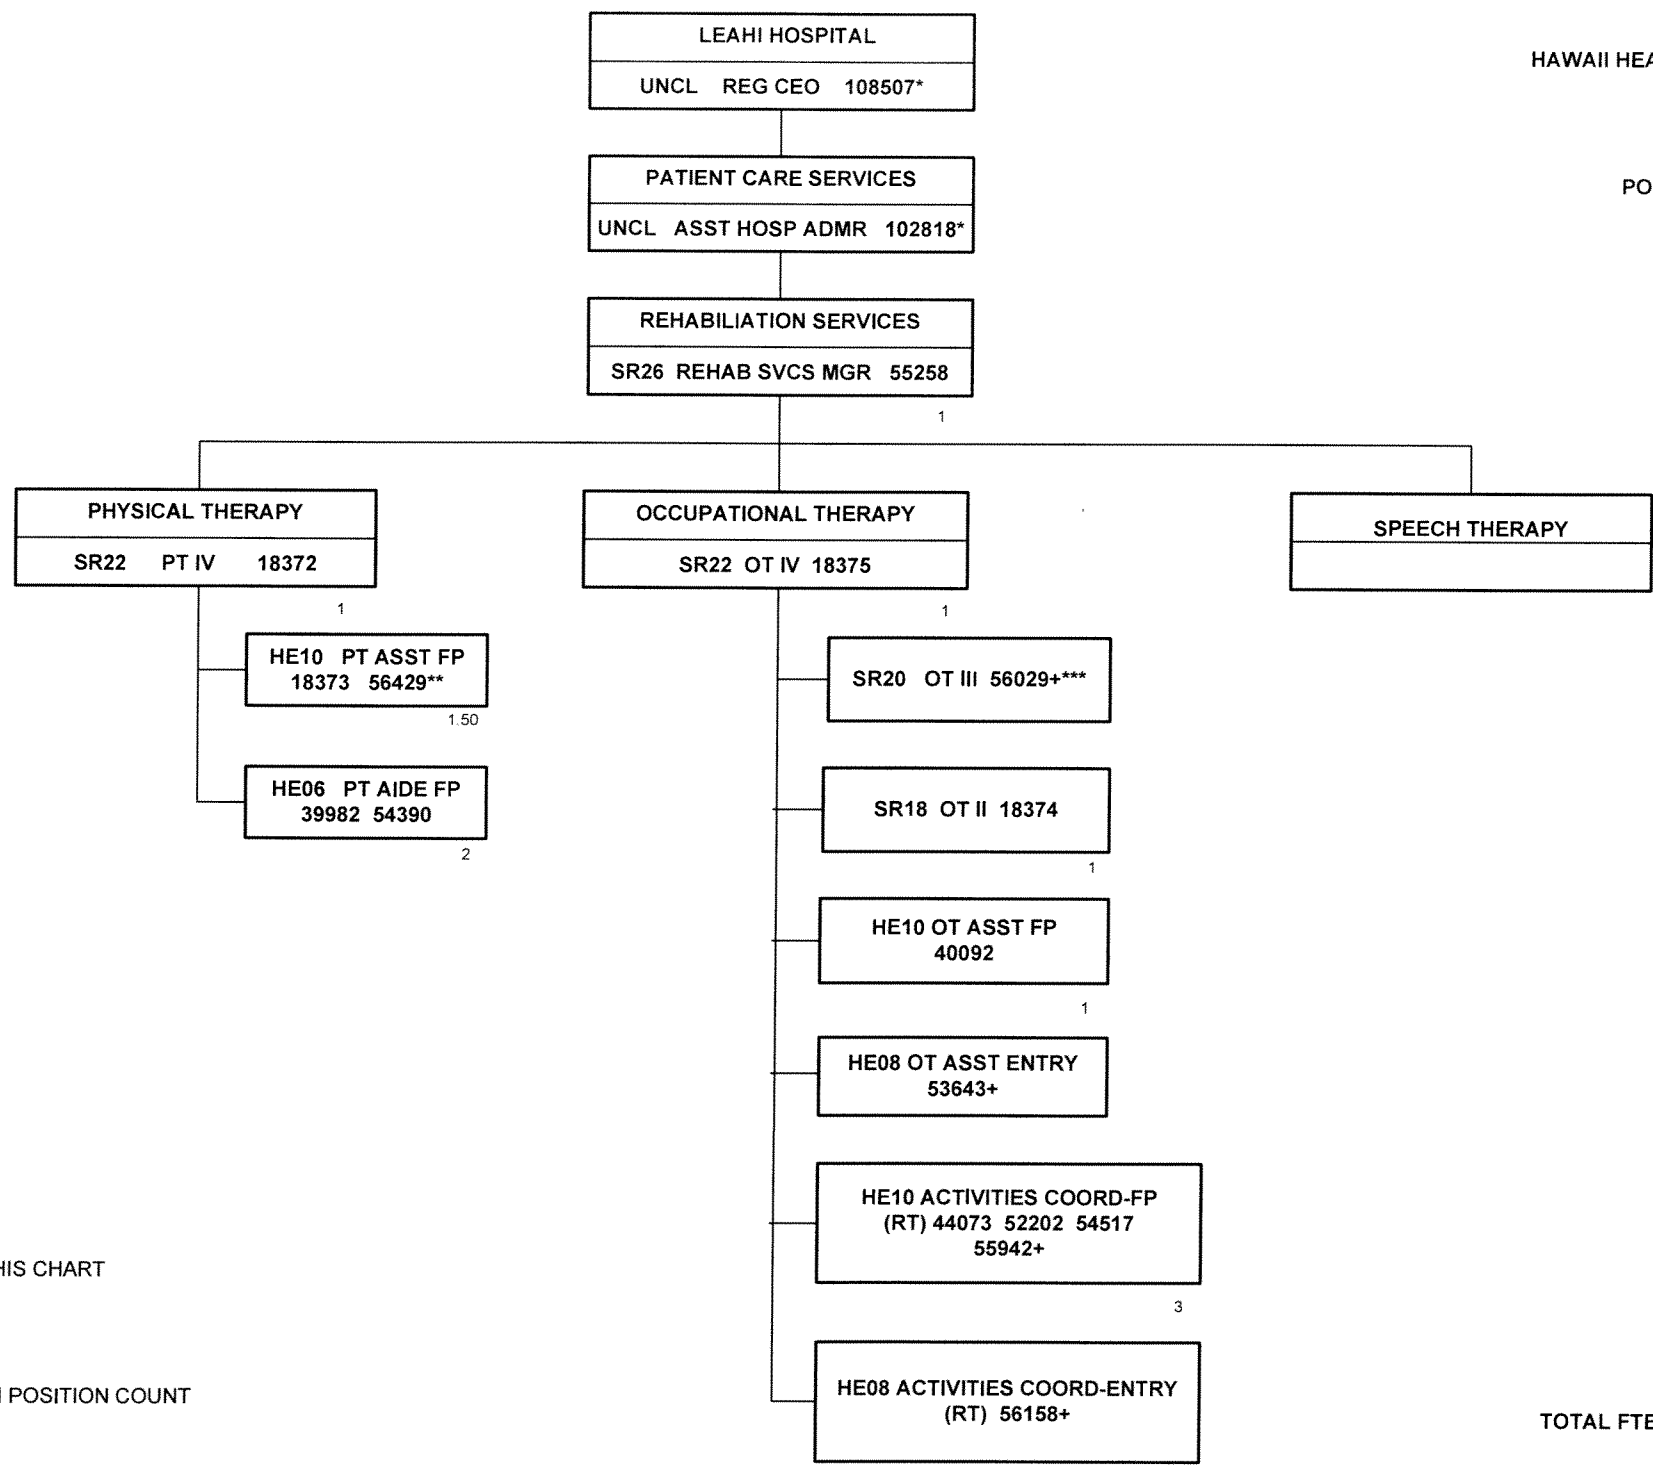 LEAHI HOSPITAL
UNCL REG CEO 108507*
HAWAII HEA
PATIENT CARE SERVICES
UNCL ASST HOSP ADMR 102818*
PO
REHABILIATION SERVICES
SR26 REHAB SVCS MGR 55258
1
PHYSICAL THERAPY
SR22 PT IV 18372
1
HE10 PT ASST FP
18373 56429**
1.50
HE06 PT AIDE FP
39982 54390
2
OCCUPATIONAL THERAPY
SR22 OT IV 18375
1
SR20 OT III 56029+***
SR18 OT II 18374
1
HE10 OT ASST FP
40092
1
HE08 OT ASST ENTRY
53643+
HE10 ACTIVITIES COORD-FP
(RT) 44073 52202 54517
55942+
3
HE08 ACTIVITIES COORD-ENTRY
(RT) 56158+
SPEECH THERAPY
HIS CHART
POSITION COUNT
TOTAL FTE